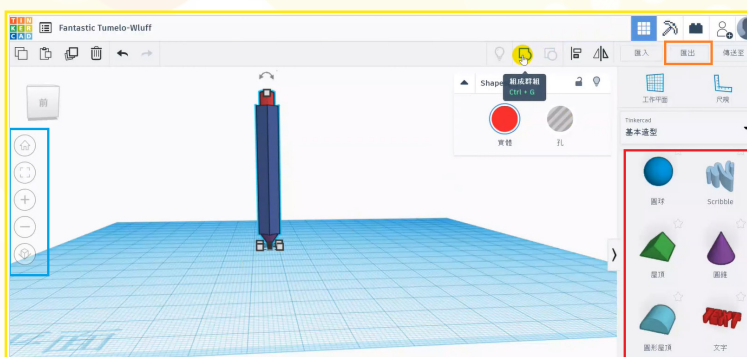 TIN
KER
CAD
Fantastic Tumelo-Wluff
匯入
匯出
傳送至
前
Shape
組成群組
Ctrl + G
實體
孔
工作平面
尺規
Tinkercad
基本造型
圓球
Scribble
屋頂
圓錐
圓形屋頂
文字
TEXT